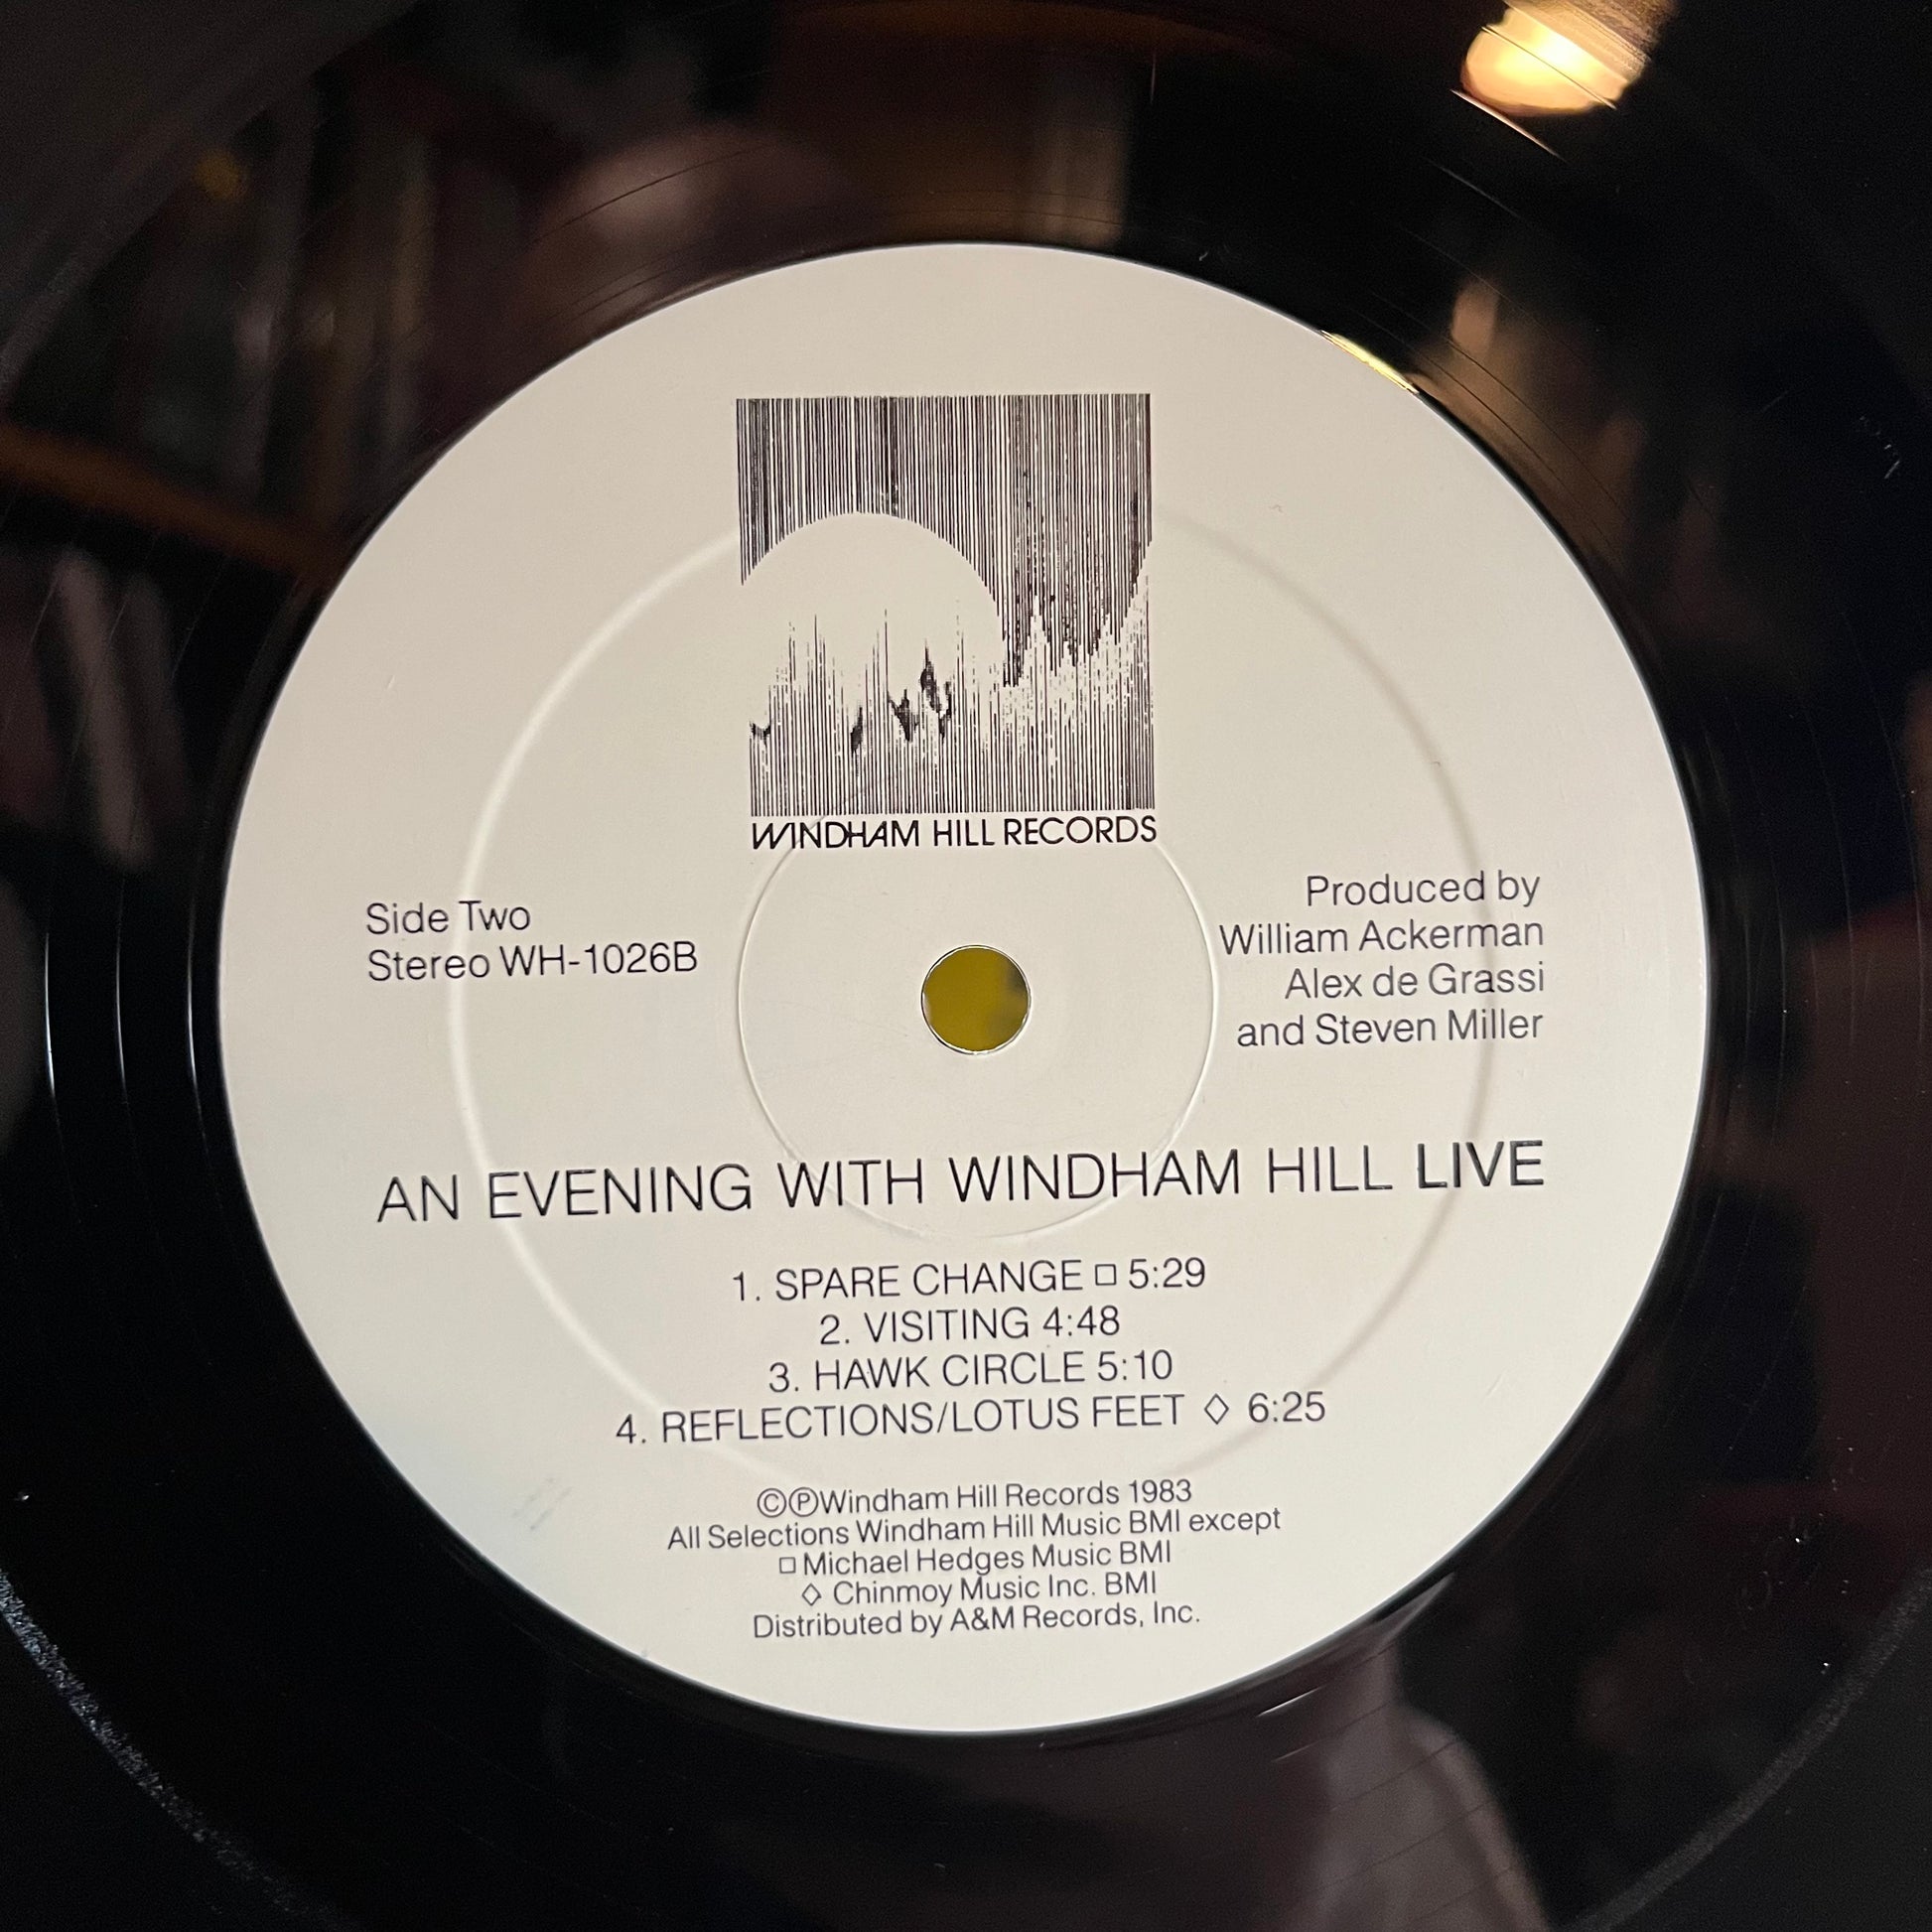 WINDHAM HILL RECORDS
Side Two
Stereo WH-1026B
Produced by
William Ackerman
Alex de Grassi
and Steven Miller
AN EVENING WITH WINDHAM HILL LIVE
1. SPARE CHANGE □ 5:29
2. VISITING 4:48
3. HAWK CIRCLE 5:10
4. REFLECTIONS/LOTUS FEET ◇ 6:25
©℗Windham Hill Records 1983
All Selections Windham Hill Music BMI except
□ Michael Hedges Music BMI
◇ Chinmoy Music Inc. BMI
Distributed by A&M Records, Inc.